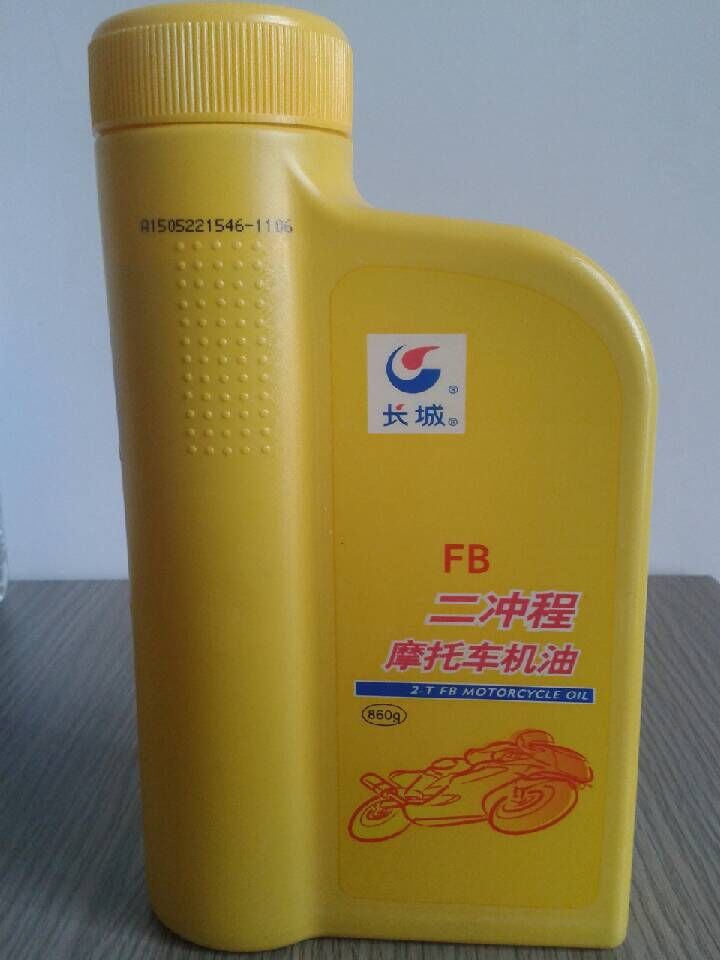 A1505221546-1106
®
长城®
FB
二冲程
摩托车机油
2-T FB MOTORCYCLE OIL
860g